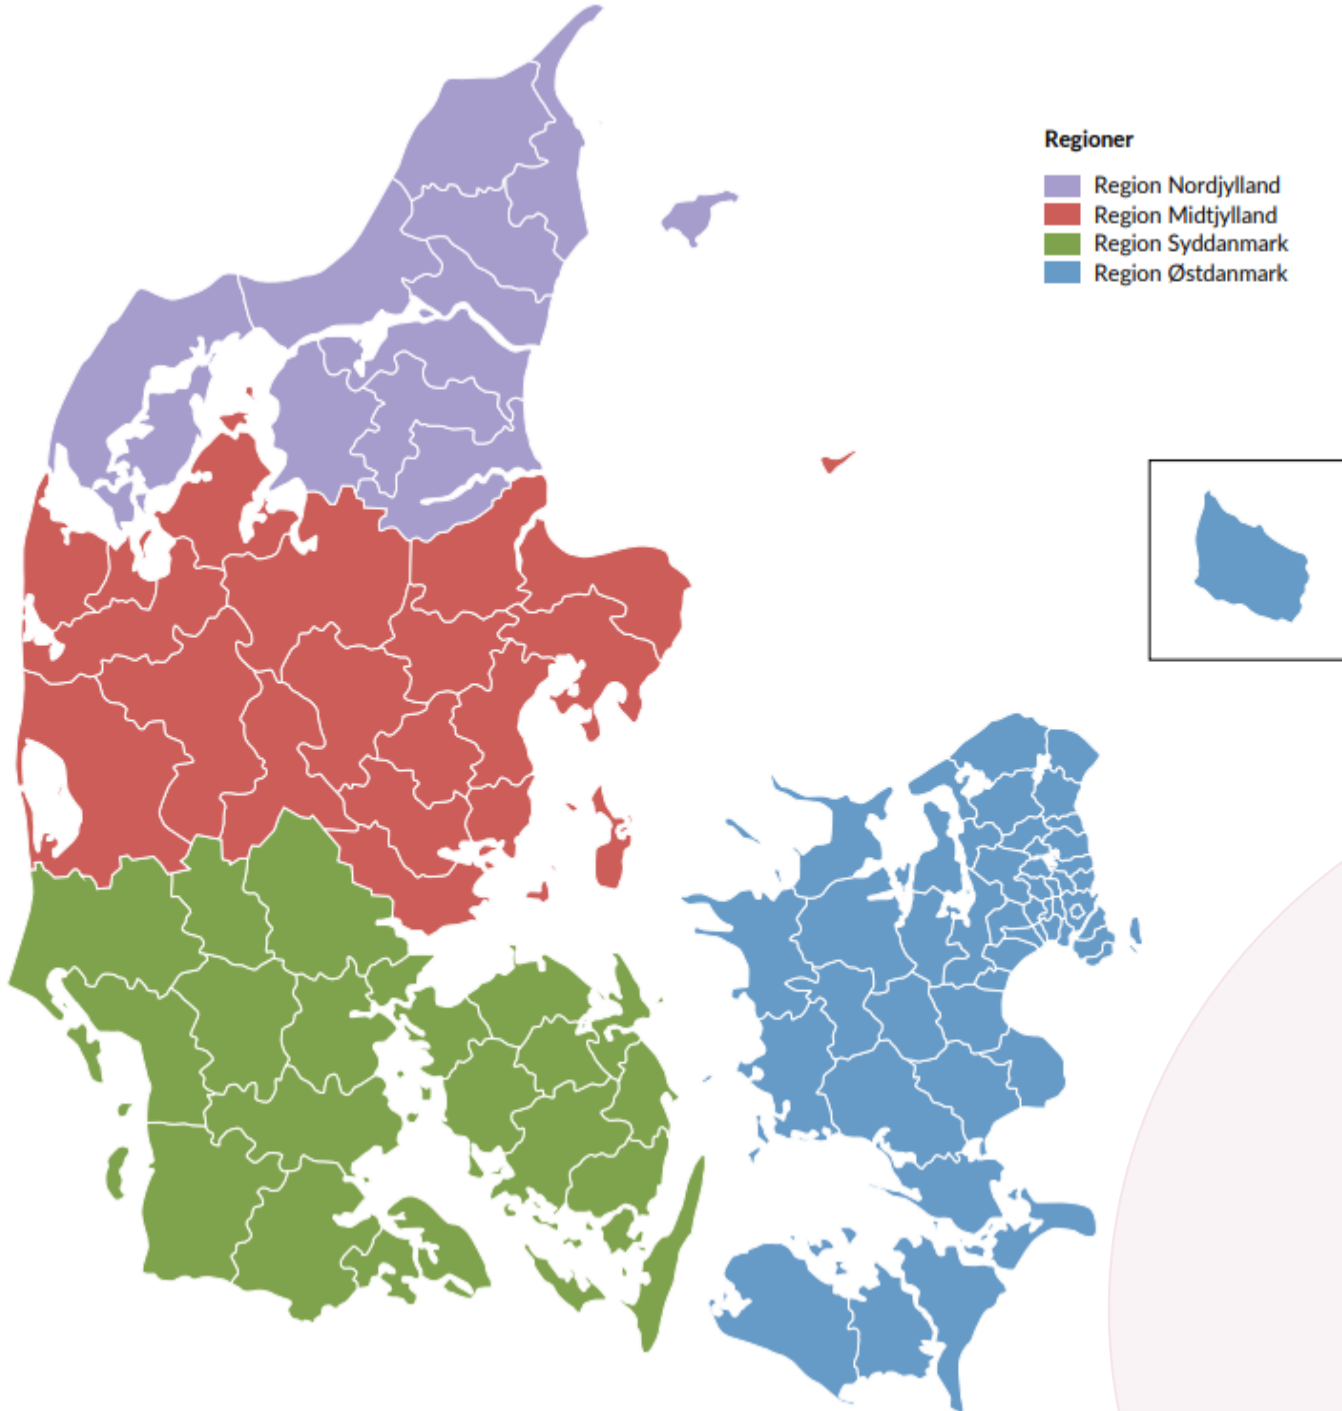 Regioner
Region Nordjylland
Region Midtjylland
Region Syddanmark
Region Østdanmark